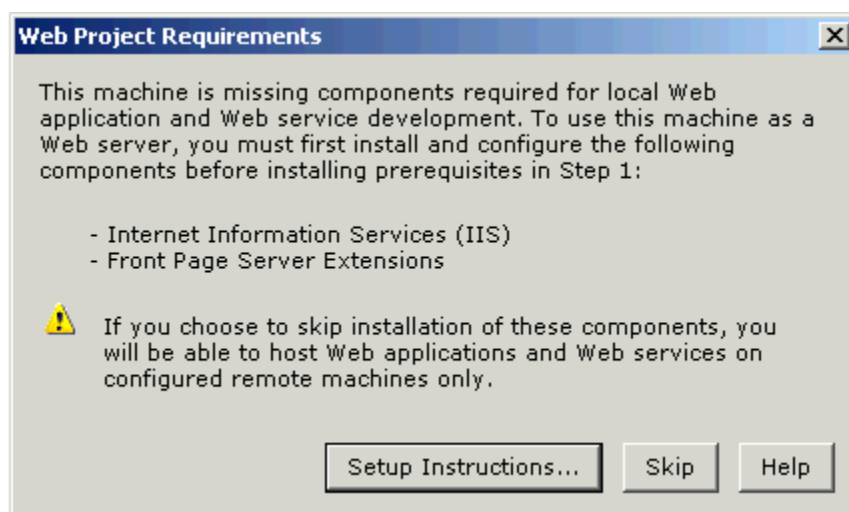 Web Project Requirements
This machine is missing components required for local Web
application and Web service development. To use this machine as a
Web server, you must first install and configure the following
components before installing prerequisites in Step 1:
- Internet Information Services (IIS)
- Front Page Server Extensions
If you choose to skip installation of these components, you
will be able to host Web applications and Web services on
configured remote machines only.
Setup Instructions... Skip Help